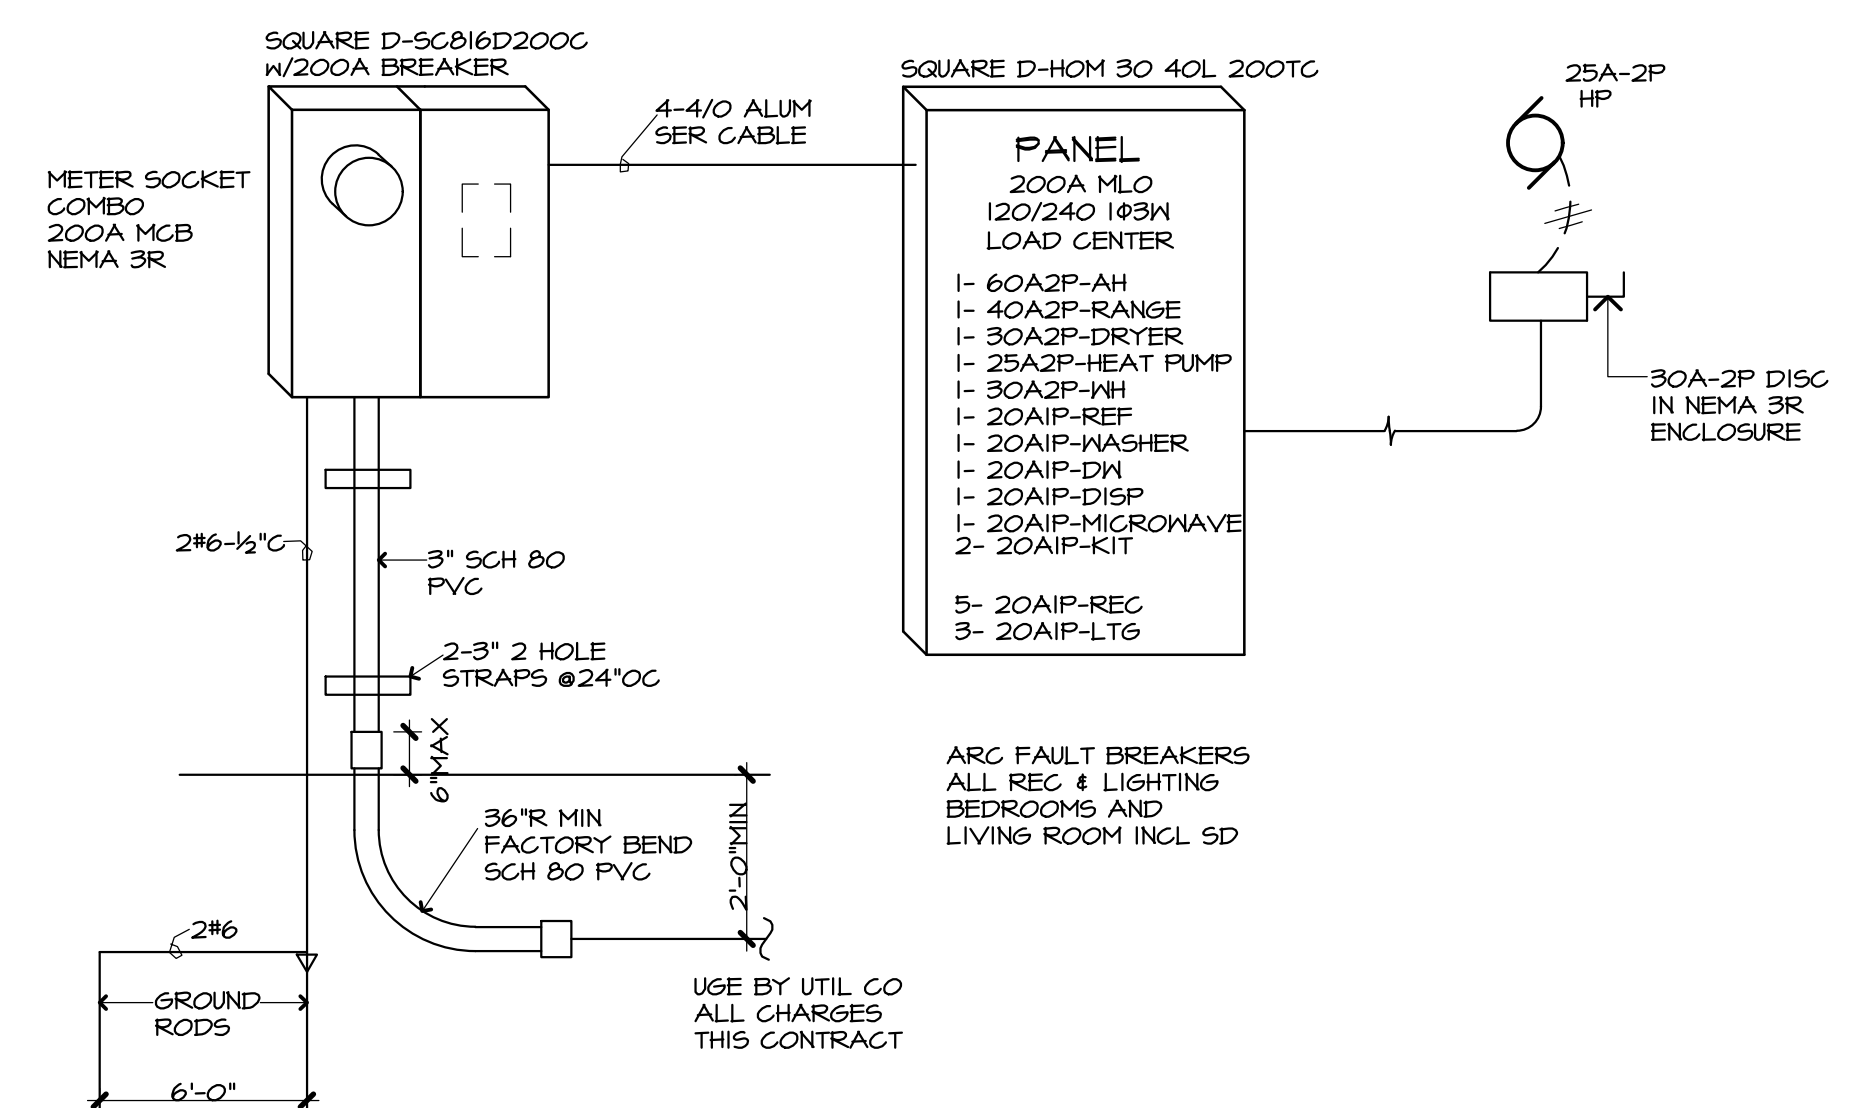 SQUARE D-SC816D200C
W/200A BREAKER
METER SOCKET
COMBO
200A MCB
NEMA 3R
4-4/0 ALUM
SER CABLE
SQUARE D-HOM 30 40L 200TC
PANEL
200A MLO
120/240 1Φ3W
LOAD CENTER
1- 60A2P-AH
1- 40A2P-RANGE
1- 30A2P-DRYER
1- 25A2P-HEAT PUMP
1- 30A2P-WH
1- 20A1P-REF
1- 20A1P-WASHER
1- 20A1P-DW
1- 20A1P-DISP
1- 20A1P-MICROWAVE
2- 20A1P-KIT
5- 20A1P-REC
3- 20A1P-LTG
25A-2P
HP
30A-2P DISC
IN NEMA 3R
ENCLOSURE
2#6-½"C
3" SCH 80
PVC
2-3" 2 HOLE
STRAPS @24"OC
6"MAX
36"R MIN
FACTORY BEND
SCH 80 PVC
2'-0"MIN
ARC FAULT BREAKERS
ALL REC & LIGHTING
BEDROOMS AND
LIVING ROOM INCL SD
2#6
GROUND
RODS
6'-0"
UGE BY UTIL CO
ALL CHARGES
THIS CONTRACT